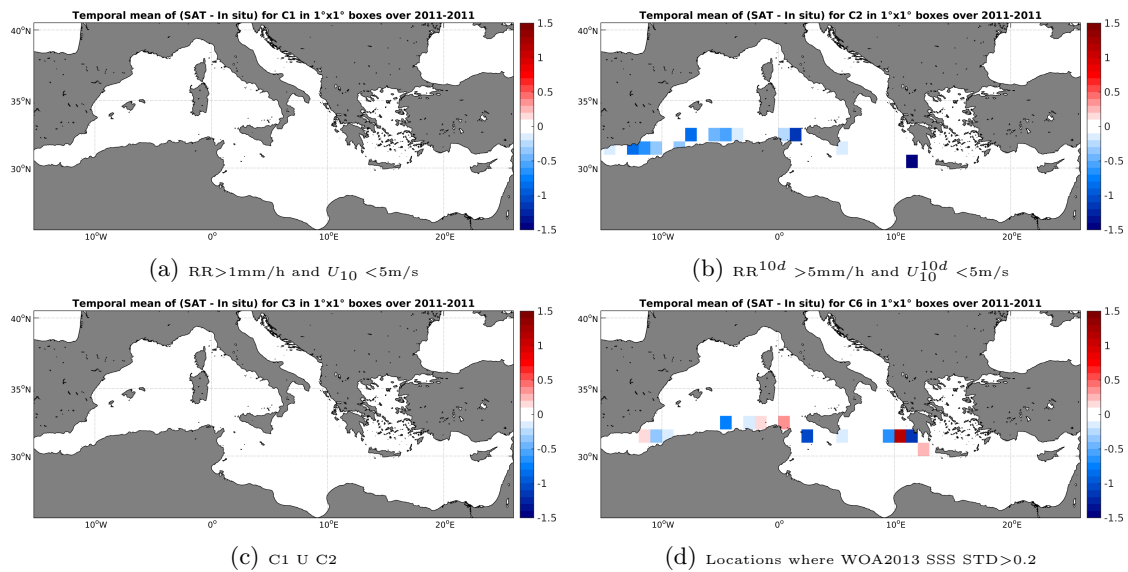 Temporal mean of (SAT - In situ) for C1 in 1°x1° boxes over 2011-2011
40°N
35°N
30°N
10°W
0°
10°E
20°E
1.5
1
0.5
0
-0.5
-1
-1.5
(a) RR>1mm/h and U10 <5m/s
Temporal mean of (SAT - In situ) for C2 in 1°x1° boxes over 2011-2011
40°N
35°N
30°N
10°W
0°
10°E
20°E
1.5
1
0.5
0
-0.5
-1
-1.5
(b) RR^10d >5mm/h and U10^10d <5m/s
Temporal mean of (SAT - In situ) for C3 in 1°x1° boxes over 2011-2011
40°N
35°N
30°N
10°W
0°
10°E
20°E
1.5
1
0.5
0
-0.5
-1
-1.5
(c) C1 U C2
Temporal mean of (SAT - In situ) for C6 in 1°x1° boxes over 2011-2011
40°N
35°N
30°N
10°W
0°
10°E
20°E
1.5
1
0.5
0
-0.5
-1
-1.5
(d) Locations where WOA2013 SSS STD>0.2